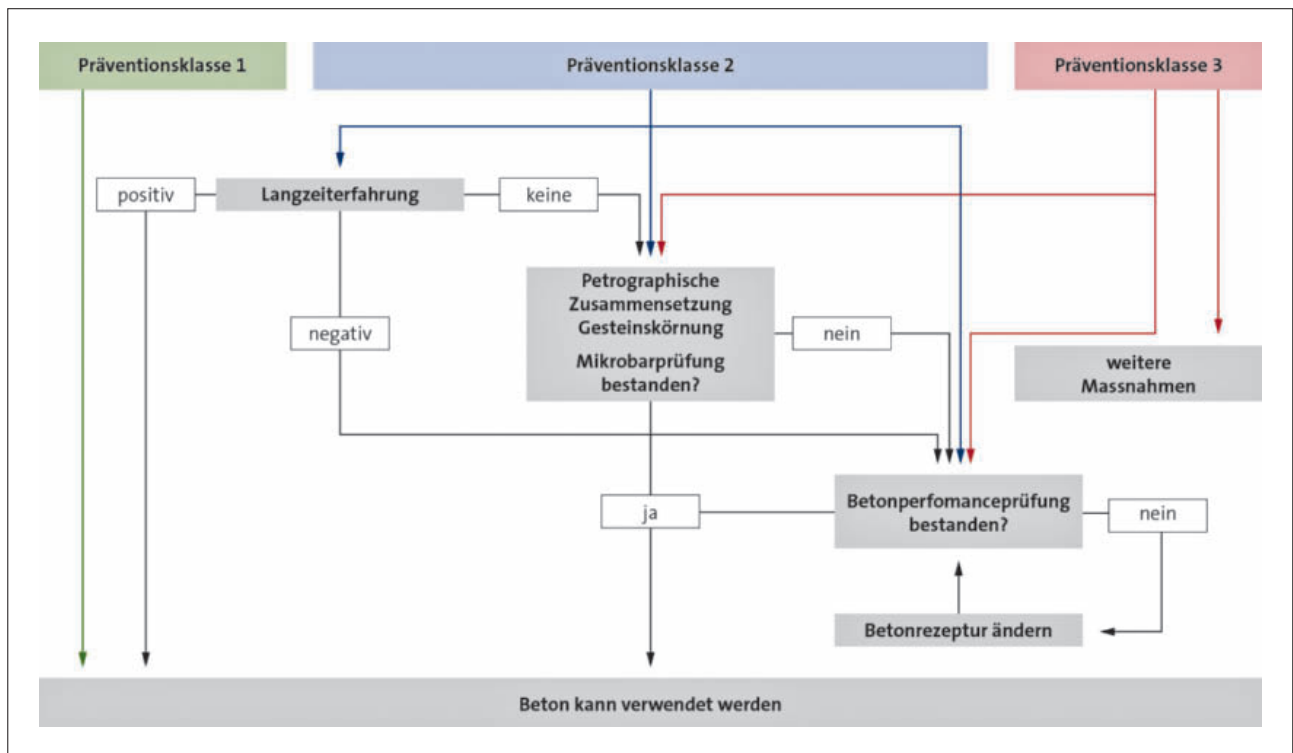 Präventionsklasse 1
Präventionsklasse 2
Präventionsklasse 3
positiv
Langzeiterfahrung
keine
Petrographische
Zusammensetzung
Gesteinskörnung
Mikrobarprüfung
bestanden?
negativ
nein
weitere
Massnahmen
Betonperfomanceprüfung
bestanden?
ja
nein
Betonrezeptur ändern
Beton kann verwendet werden